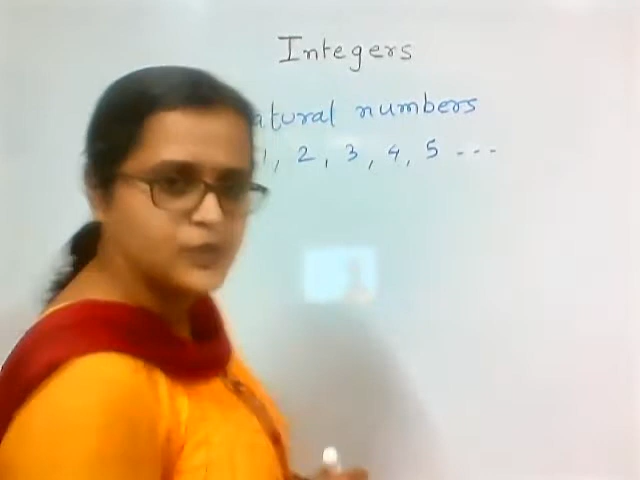 Integers
atural numbers
1, 2, 3, 4, 5 ---